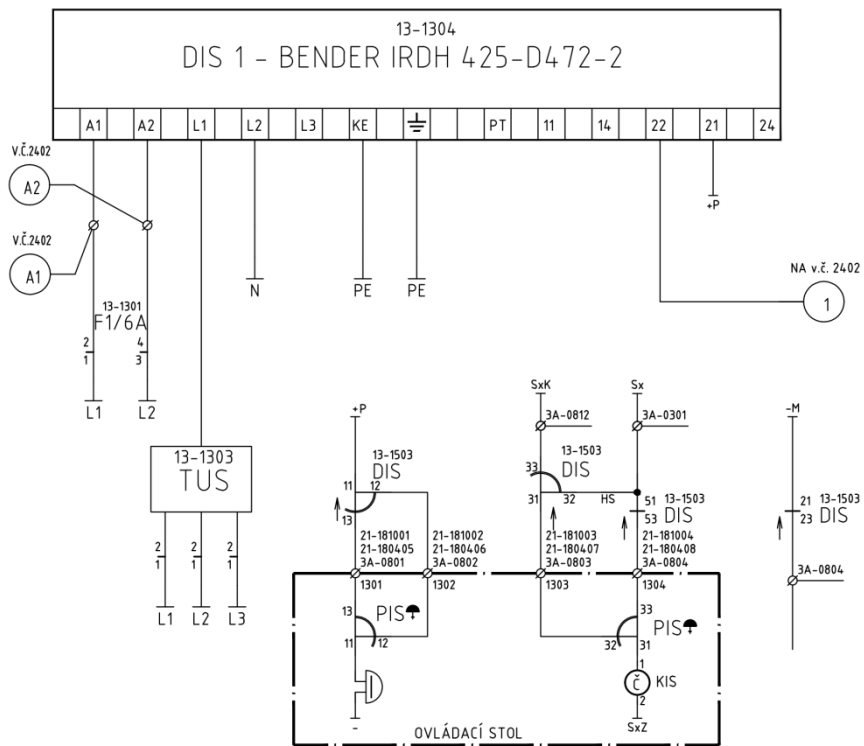 13-1304
DIS 1 - BENDER IRDH 425-D472-2
A1 A2 L1 L2 L3 KE PT 11 14 22 21 24
V.Č.2402
A2
+P
V.Č.2402
A1
NA v.č. 2402
1
N PE PE
13-1301
F1/6A
2 4
1 3
L1 L2
SxK Sx
+P -M
3A-0812 3A-0301
13-1303
TUS
13-1503
DIS
11 12
13
13-1503
DIS
33
31 32 HS
51 13-1503
53 DIS
21 13-1503
23 DIS
2 2 2
1 1 1
21-181001 21-181002 21-181003 21-181004
21-180405 21-180406 21-180407 21-180408
3A-0801 3A-0802 3A-0803 3A-0804
3A-0804
1301 1302 1303 1304
L1 L2 L3
13 PIS
11 12
33 PIS
32 31
1
Č KIS
2
- SxZ
OVLÁDACÍ STOL